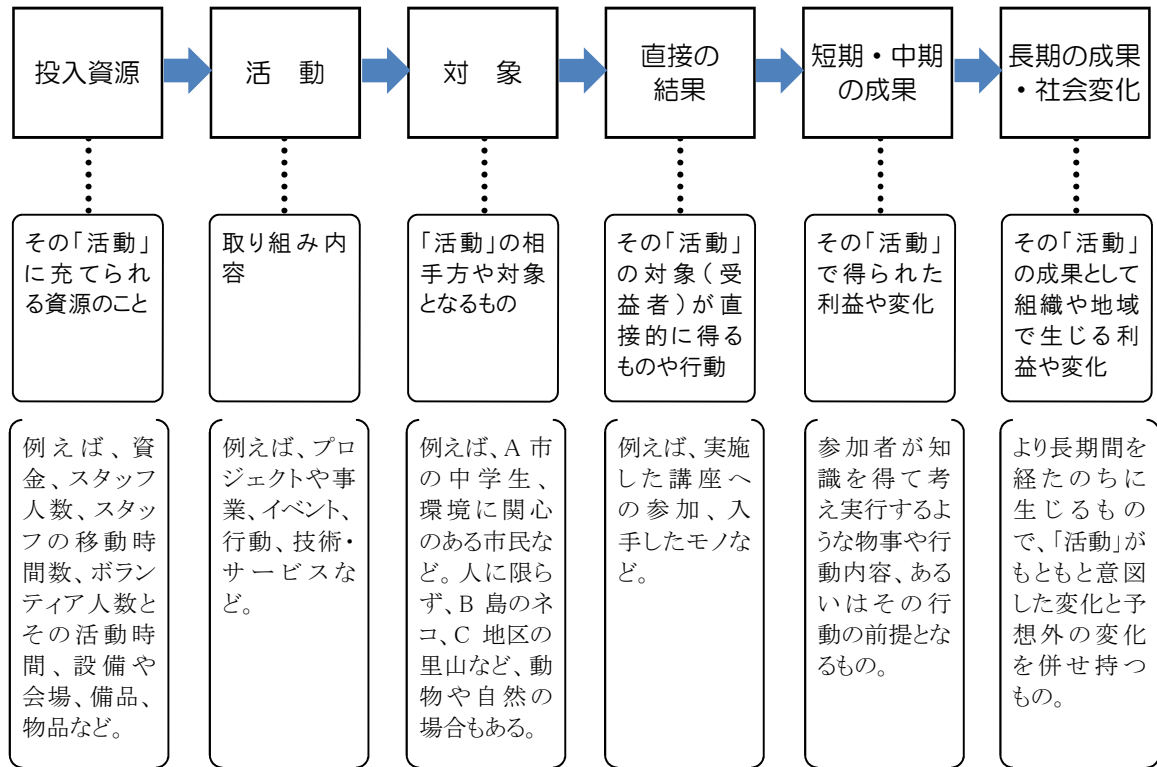 投入資源
活　動
対　象
直接の
結果
短期・中期
の成果
長期の成果
・社会変化
その「活動」
に充てられ
る資源のこと
取り組み内
容
「活動」の相
手方や対象
となるもの
その「活動」
の対象（受
益者）が直
接的に得る
ものや行動
その「活動」
で得られた
利益や変化
その「活動」
の成果として
組織や地域
で生じる利
益や変化
例えば、資
金、スタッフ
人数、スタッ
フの移動時
間数、ボラン
ティア人数と
その活動時
間、設備や
会場、備品、
物品など。
例えば、プロ
ジェクトや事
業、イベント、
行動、技術・
サービスな
ど。
例えば、A 市
の中学生、
環境に関心
のある市民な
ど。人に限ら
ず、B 島のネ
コ、C 地区の
里山など、動
物や自然の
場合もある。
例えば、実施
した講座へ
の参加、入
手したモノな
ど。
参加者が知
識を得て考
え実行するよ
うな物事や行
動内容、ある
いはその行
動の前提とな
るもの。
より長期間を
経たのちに
生じるもの
で、「活動」が
もともと意図
した変化と予
想外の変化
を併せ持つ
もの。